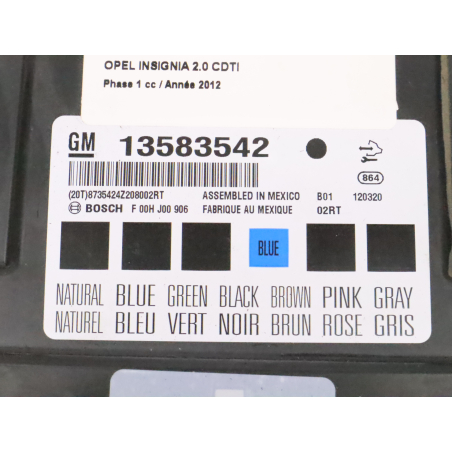 OPEL INSIGNIA 2.0 CDTI
Phase 1 cc / Année 2012
GM 13583542
864
(20T)8735424Z208002RT ASSEMBLED IN MEXICO B01 120320
BOSCH F 00H J00 906 FABRIQUE AU MEXIQUE 02RT
BLUE
NATURAL BLUE GREEN BLACK BROWN PINK GRAY
NATUREL BLEU VERT NOIR BRUN ROSE GRIS